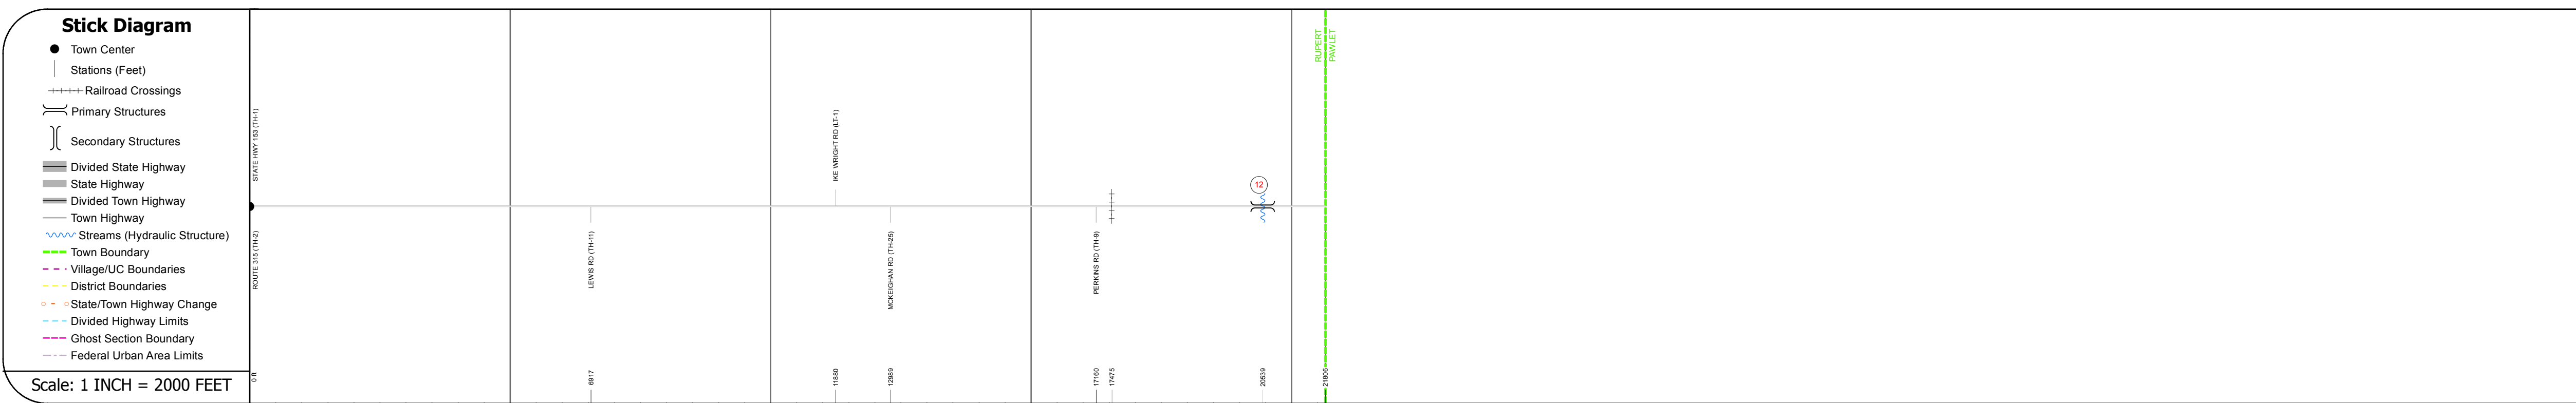 Stick Diagram
Town Center
Stations (Feet)
Railroad Crossings
Primary Structures
Secondary Structures
Divided State Highway
State Highway
Divided Town Highway
Town Highway
Streams (Hydraulic Structure)
Town Boundary
Village/UC Boundaries
District Boundaries
State/Town Highway Change
Divided Highway Limits
Ghost Section Boundary
Federal Urban Area Limits
Scale: 1 INCH = 2000 FEET
STATE HWY 153 (TH-1)
ROUTE 315 (TH-2)
0 ft
LEWIS RD (TH-11)
6917
IKE WRIGHT RD (LT-1)
11880
MCKEIGHAN RD (TH-25)
12989
PERKINS RD (TH-9)
17160
17475
12
20539
RUPERT
PAWLET
21806